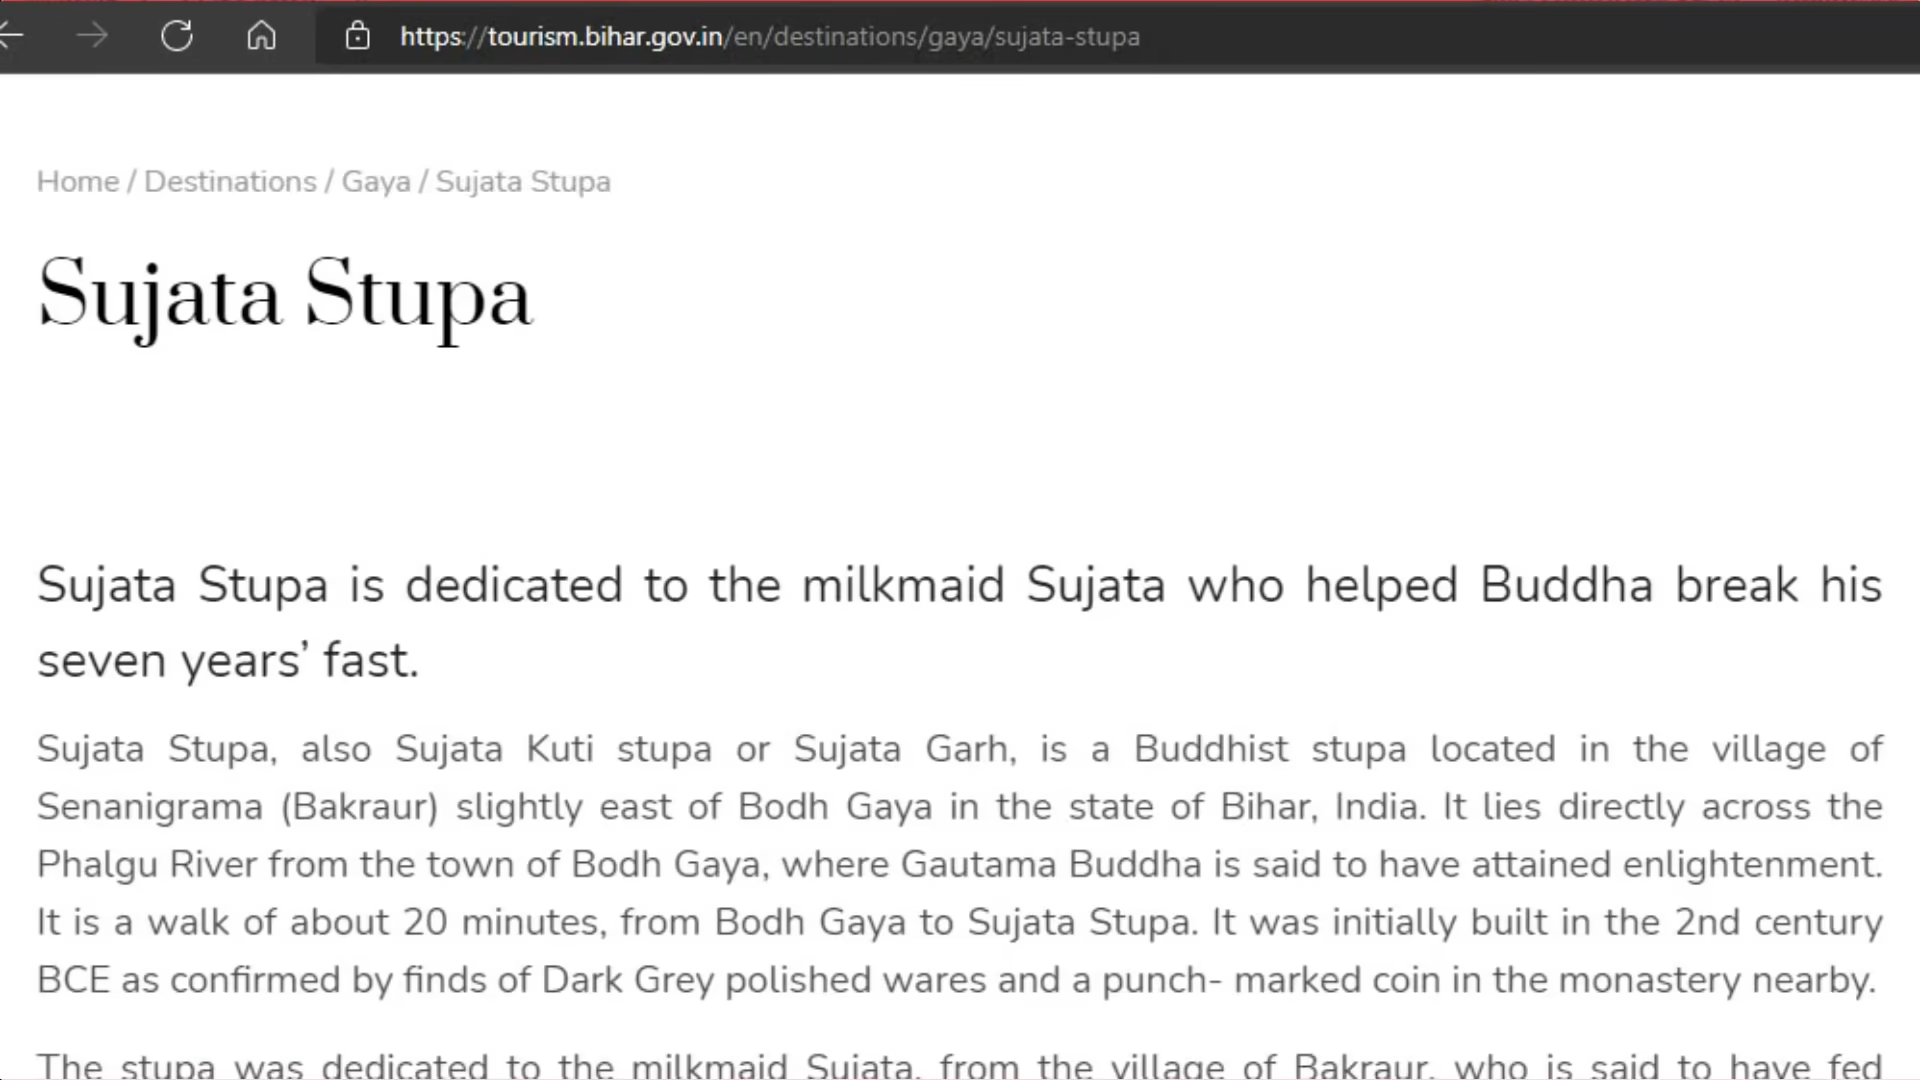 https://tourism.bihar.gov.in/en/destinations/gaya/sujata-stupa
Home / Destinations / Gaya / Sujata Stupa
Sujata Stupa
Sujata Stupa is dedicated to the milkmaid Sujata who helped Buddha break his
seven years’ fast.
Sujata Stupa, also Sujata Kuti stupa or Sujata Garh, is a Buddhist stupa located in the village of
Senanigrama (Bakraur) slightly east of Bodh Gaya in the state of Bihar, India. It lies directly across the
Phalgu River from the town of Bodh Gaya, where Gautama Buddha is said to have attained enlightenment.
It is a walk of about 20 minutes, from Bodh Gaya to Sujata Stupa. It was initially built in the 2nd century
BCE as confirmed by finds of Dark Grey polished wares and a punch- marked coin in the monastery nearby.
The stupa was dedicated to the milkmaid Sujata, from the village of Bakraur, who is said to have fed